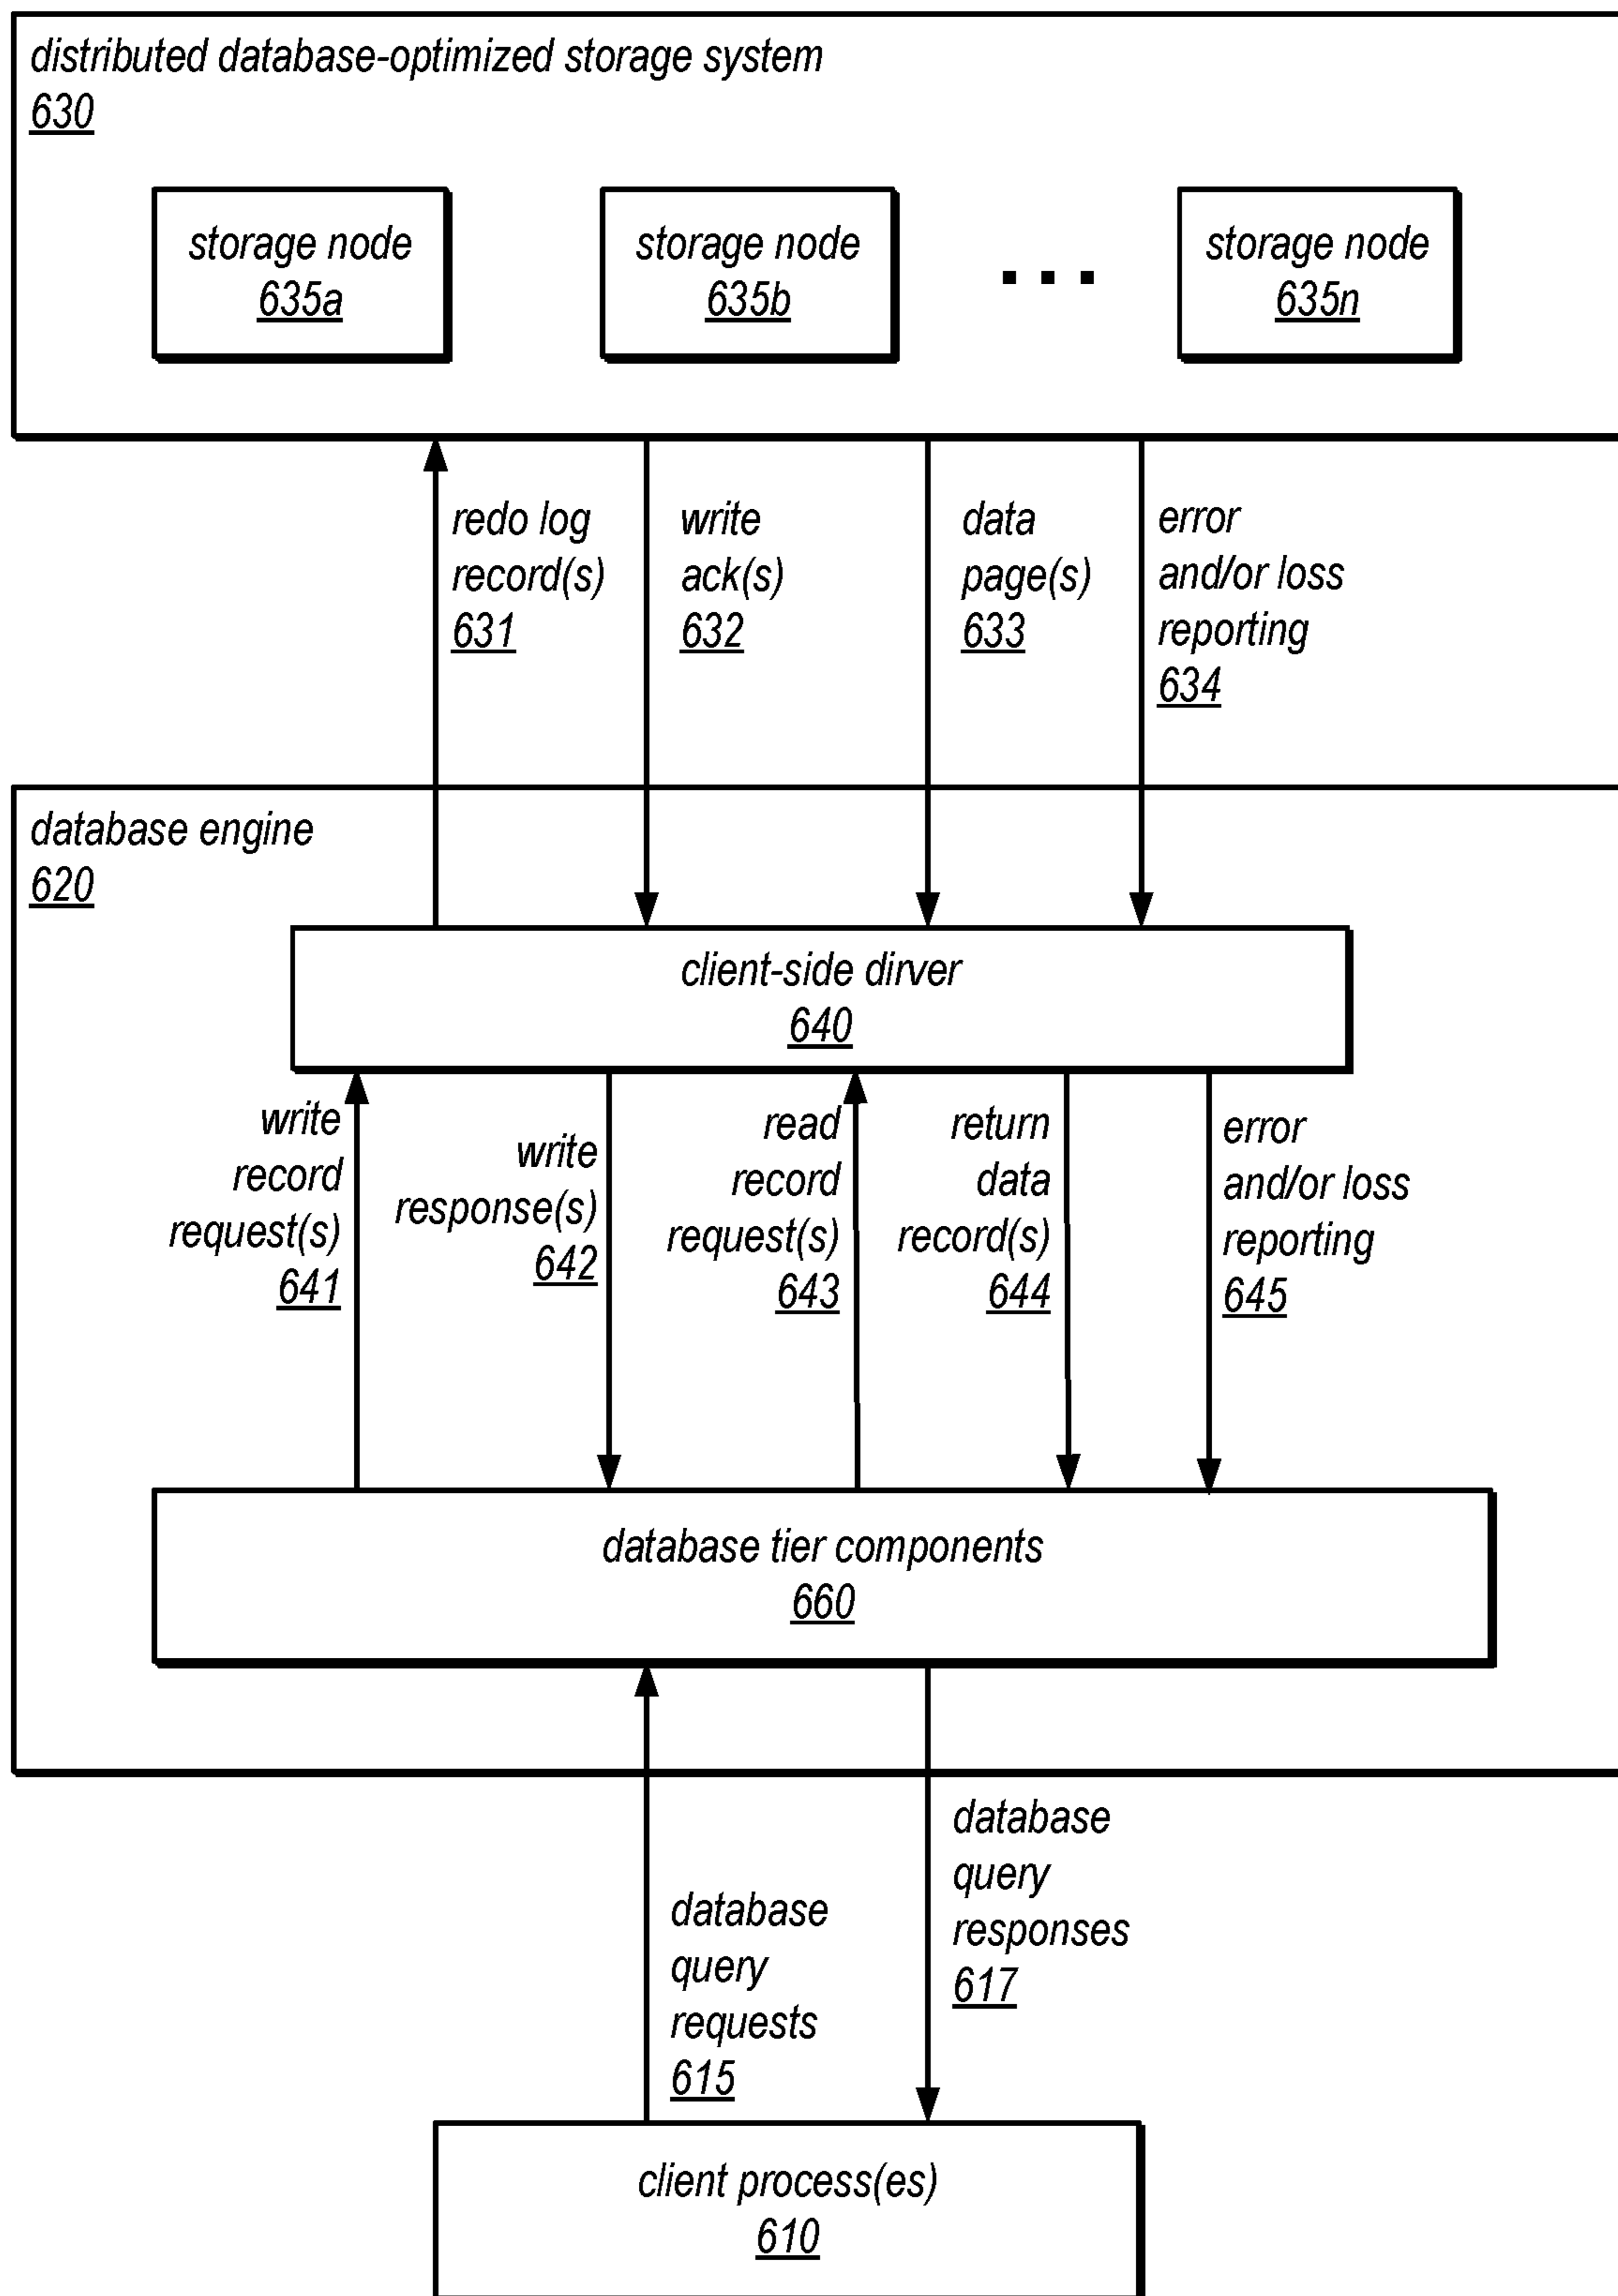 distributed database-optimized storage system
630
storage node
635a
storage node
635b
storage node
635n
redo log
record(s)
631
write
ack(s)
632
data
page(s)
633
error
and/or loss
reporting
634
database engine
620
client-side dirver
640
write
record
request(s)
641
write
response(s)
642
read
record
request(s)
643
return
data
record(s)
644
error
and/or loss
reporting
645
database tier components
660
database
query
requests
615
database
query
responses
617
client process(es)
610